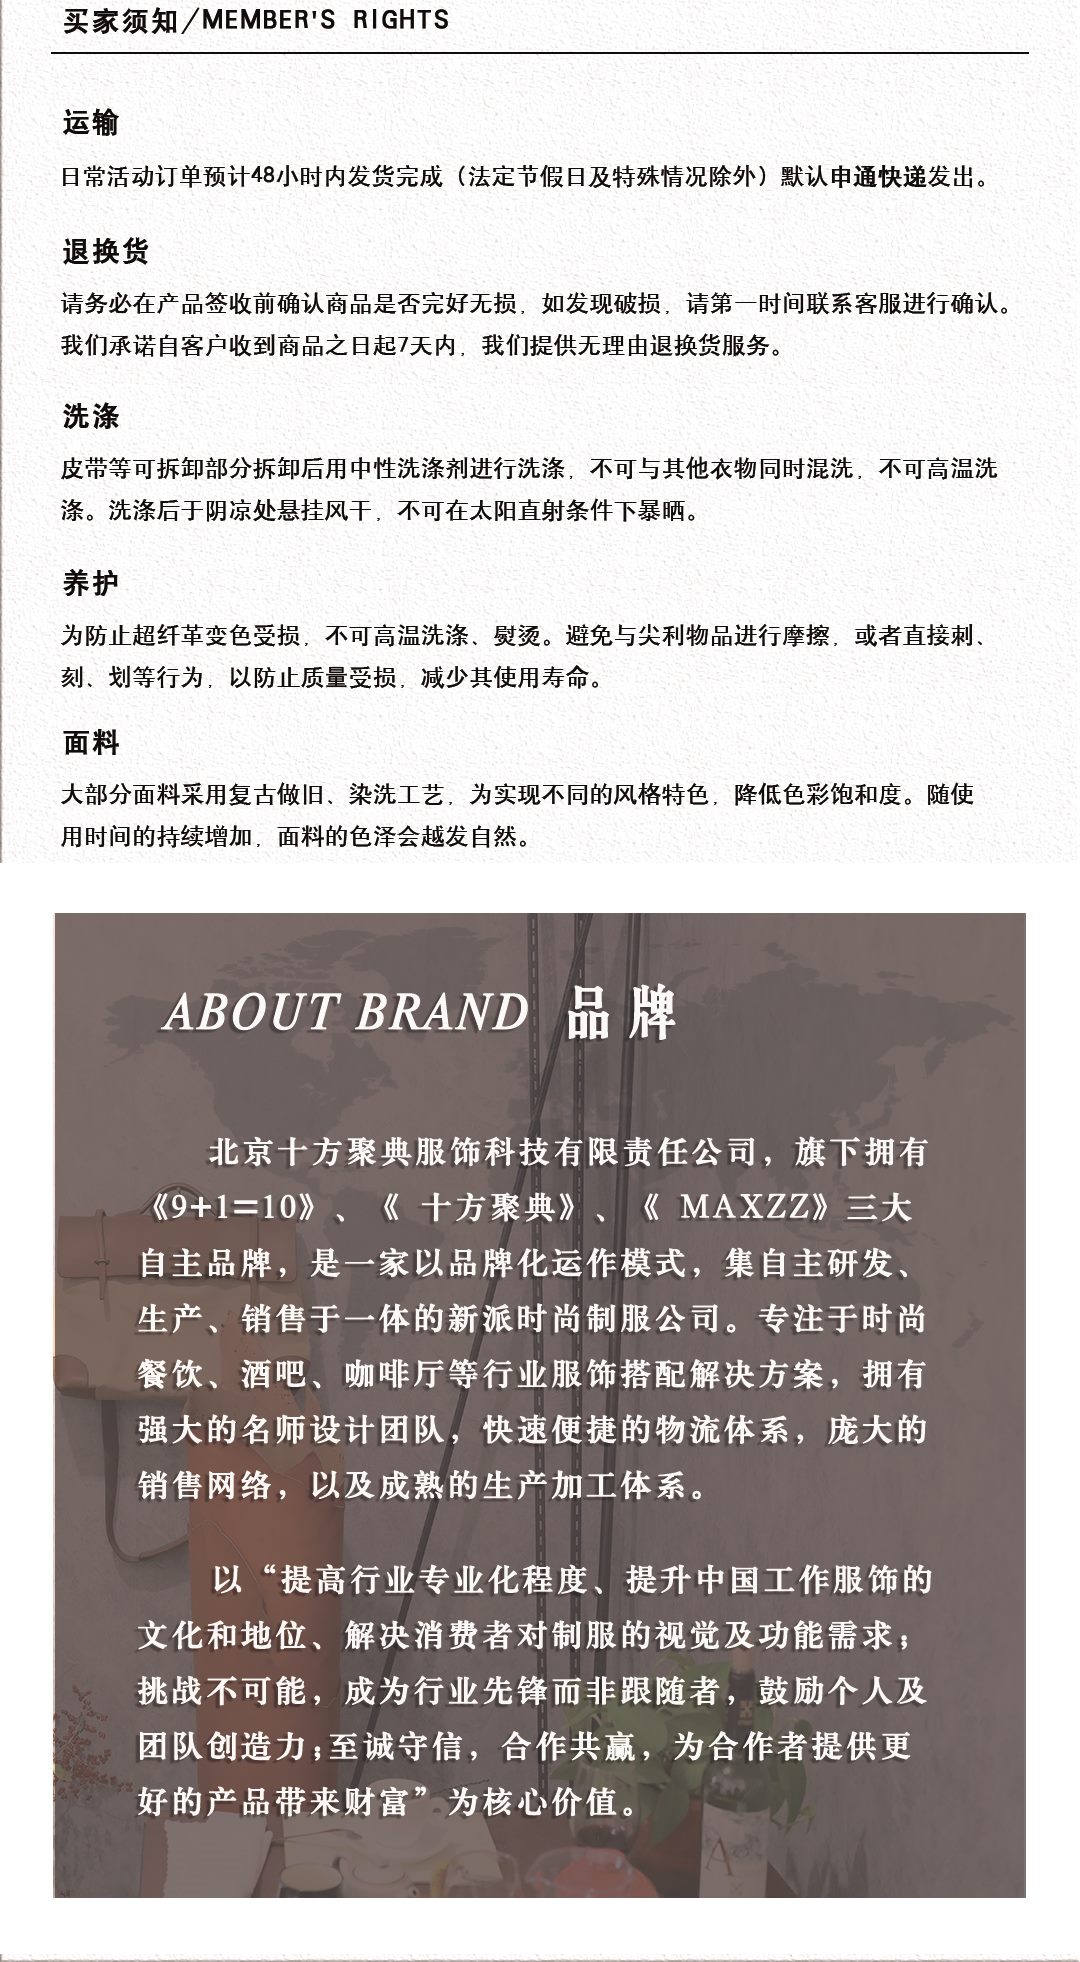 买家须知/MEMBER'S RIGHTS
运输
日常活动订单预计48小时内发货完成（法定节假日及特殊情况除外）默认申通快递发出。
退换货
请务必在产品签收前确认商品是否完好无损，如发现破损，请第一时间联系客服进行确认。
我们承诺自客户收到商品之日起7天内，我们提供无理由退换货服务。
洗涤
皮带等可拆卸部分拆卸后用中性洗涤剂进行洗涤，不可与其他衣物同时混洗，不可高温洗
涤。洗涤后于阴凉处悬挂风干，不可在太阳直射条件下暴晒。
养护
为防止超纤革变色受损，不可高温洗涤、熨烫。避免与尖利物品进行摩擦，或者直接刺、
刻、划等行为，以防止质量受损，减少其使用寿命。
面料
大部分面料采用复古做旧、染洗工艺，为实现不同的风格特色，降低色彩饱和度。随使
用时间的持续增加，面料的色泽会越发自然。
ABOUT BRAND 品牌
北京十方聚典服饰科技有限责任公司，旗下拥有
《9+1=10》、《 十方聚典》、《 MAXZZ》三大
自主品牌，是一家以品牌化运作模式，集自主研发、
生产、销售于一体的新派时尚制服公司。专注于时尚
餐饮、酒吧、咖啡厅等行业服饰搭配解决方案，拥有
强大的名师设计团队，快速便捷的物流体系，庞大的
销售网络，以及成熟的生产加工体系。
以“提高行业专业化程度、提升中国工作服饰的
文化和地位、解决消费者对制服的视觉及功能需求；
挑战不可能，成为行业先锋而非跟随者，鼓励个人及
团队创造力；至诚守信，合作共赢，为合作者提供更
好的产品带来财富”为核心价值。
A